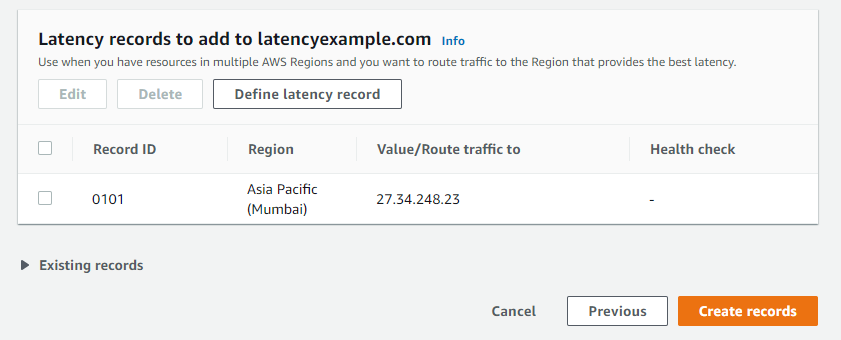 Latency records to add to latencyexample.com Info
Use when you have resources in multiple AWS Regions and you want to route traffic to the Region that provides the best latency.
Edit Delete Define latency record
Record ID Region Value/Route traffic to Health check
0101 Asia Pacific (Mumbai) 27.34.248.23 -
Existing records
Cancel Previous Create records